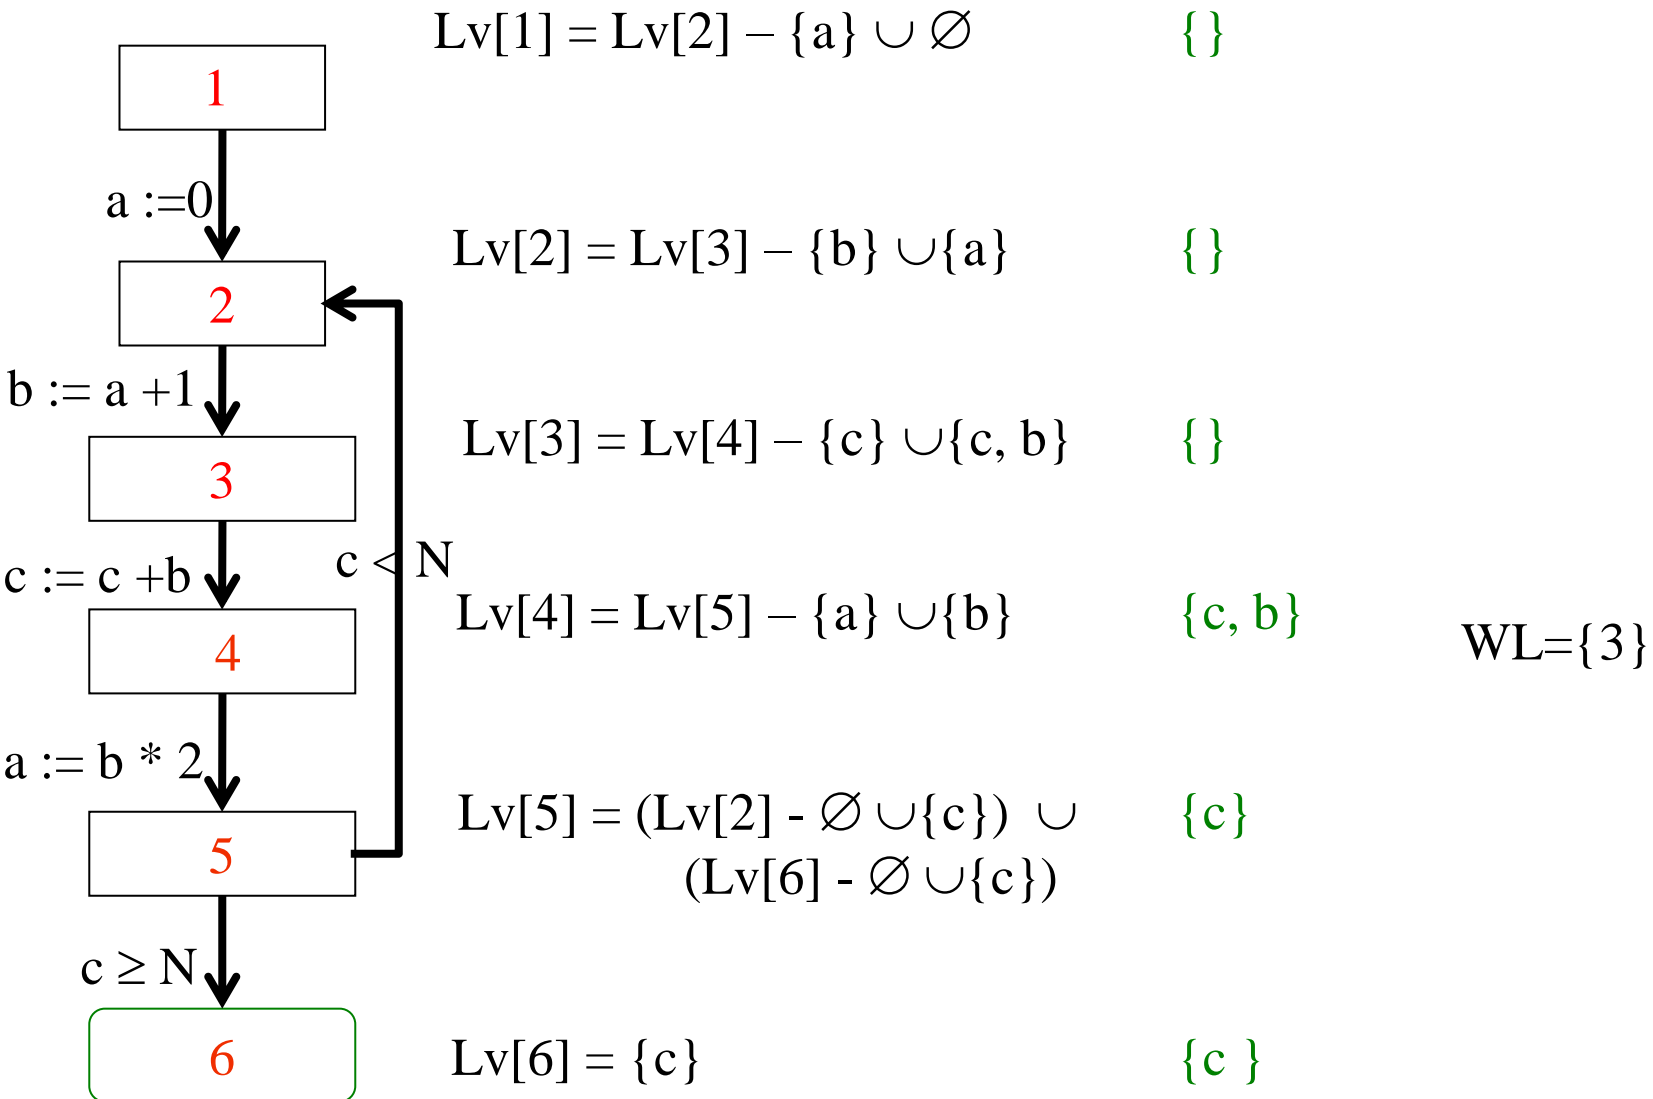 Lv[1] = Lv[2] – {a} ∪ ∅ {}
1
a :=0
Lv[2] = Lv[3] – {b} ∪{a} {}
2
b := a +1
Lv[3] = Lv[4] – {c} ∪{c, b} {}
3
c := c +b
c < N
Lv[4] = Lv[5] – {a} ∪{b} {c, b}
WL={3}
4
a := b * 2
Lv[5] = (Lv[2] - ∅ ∪{c}) ∪ {c}
5
(Lv[6] - ∅ ∪{c})
c ≥ N
6
Lv[6] = {c} {c }